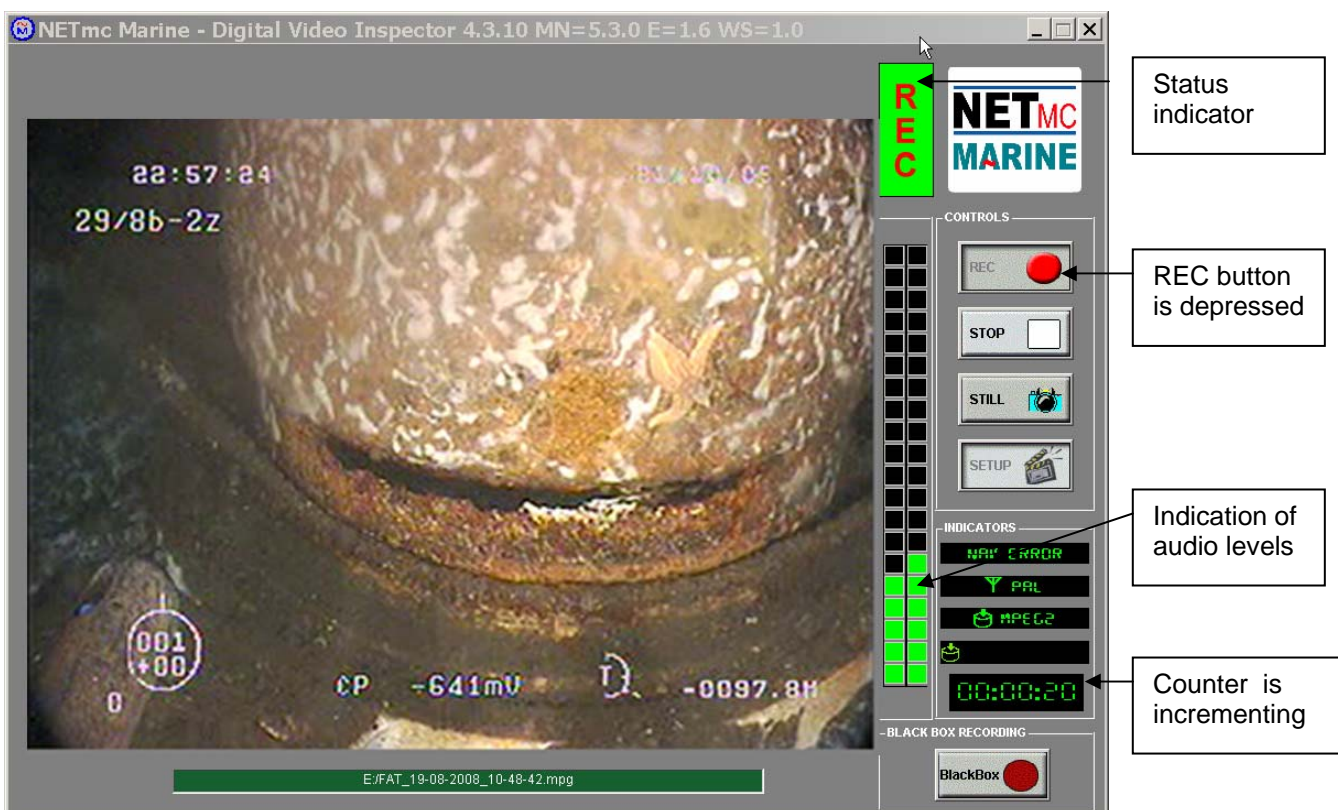 NETmc Marine - Digital Video Inspector 4.3.10 MN=5.3.0 E=1.6 WS=1.0
REC
NETMC
MARINE
Status
indicator
22:57:24
29/8b-2z
CONTROLS
REC
REC button
is depressed
STOP
STILL
SETUP
Indication of
audio levels
INDICATORS
NAV ERROR
PAL
MPEG2
001
+00
0
CP -641mV
-0097.8M
00:00:20
Counter is
incrementing
BLACK BOX RECORDING
BlackBox
E:/FAT_19-08-2008_10-48-42.mpg